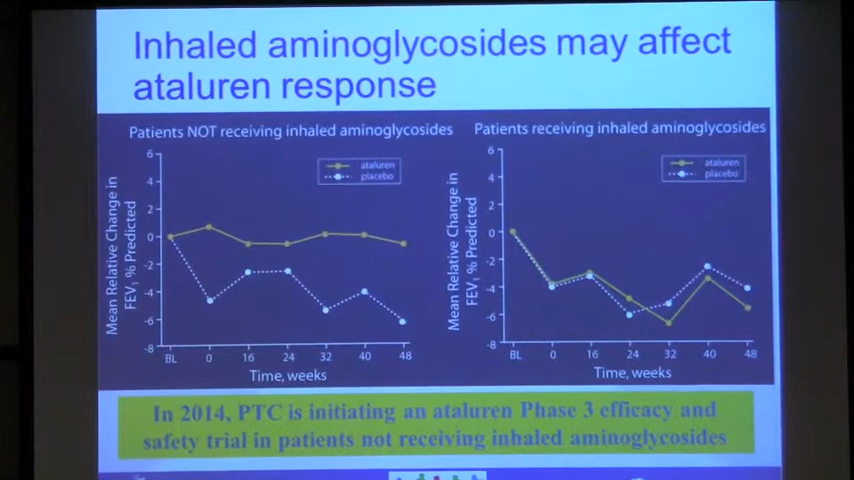 Inhaled aminoglycosides may affect
ataluren response
Patients NOT receiving inhaled aminoglycosides
Mean Relative Change in
FEV1 % Predicted
6
4
2
0
-2
-4
-6
-8
ataluren
placebo
BL 0 16 24 32 40 48
Time, weeks
Patients receiving inhaled aminoglycosides
Mean Relative Change in
FEV1 % Predicted
6
4
2
0
-2
-4
-6
-8
ataluren
placebo
BL 0 16 24 32 40 48
Time, weeks
In 2014, PTC is initiating an ataluren Phase 3 efficacy and
safety trial in patients not receiving inhaled aminoglycosides